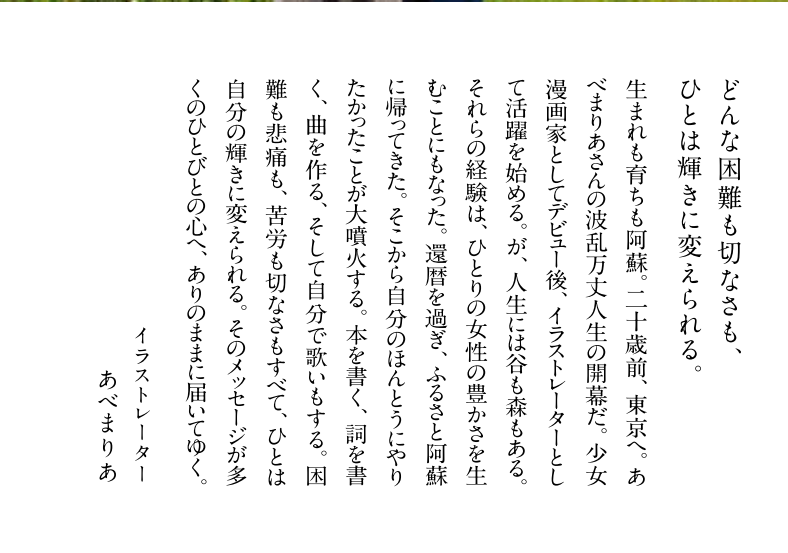 どんな困難も切なさも、
ひとは輝きに変えられる。
生まれも育ちも阿蘇。二十歳前、東京へ。あ
べまりあさんの波乱万丈人生の開幕だ。少女
漫画家としてデビュー後、イラストレーターとし
て活躍を始める。が、人生には谷も森もある。
それらの経験は、ひとりの女性の豊かさを生
むことにもなった。還暦を過ぎ、ふるさと阿蘇
に帰ってきた。そこから自分のほんとうにやり
たかったことが大噴火する。本を書く、詞を書
く、曲を作る、そして自分で歌いもする。困
難も悲痛も、苦労も切なさもすべて、ひとは
自分の輝きに変えられる。そのメッセージが多
くのひとびとの心へ、ありのままに届いてゆく。
イラストレーター
あべまりあ